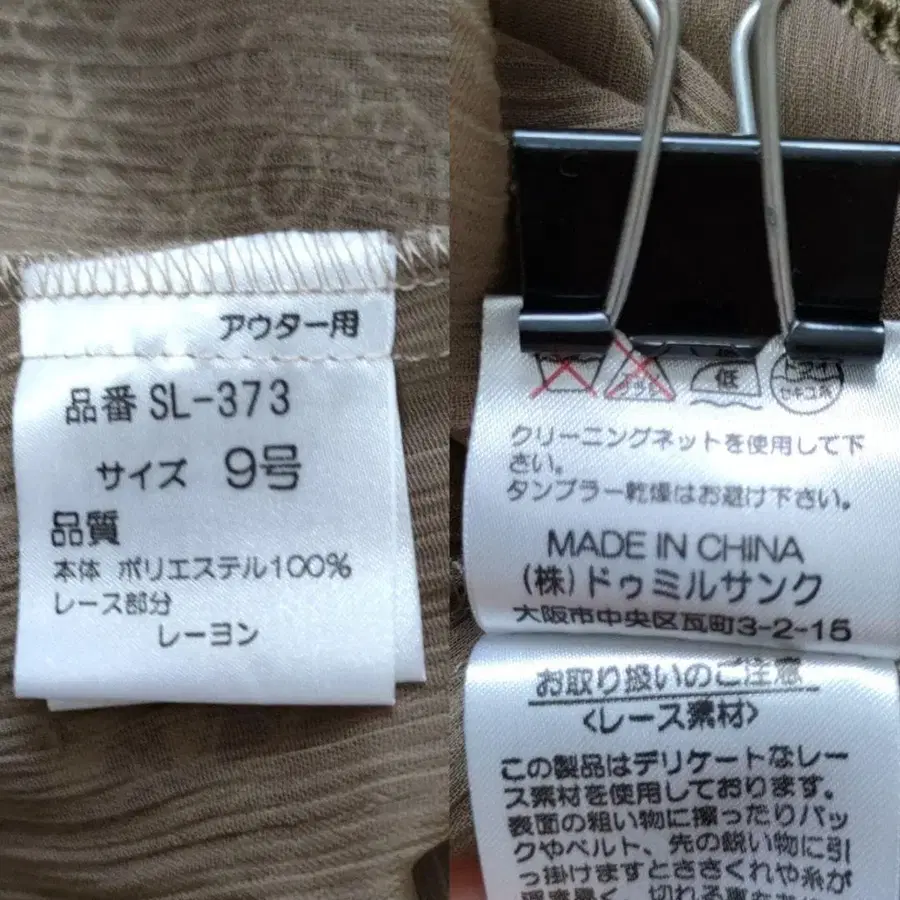 アウター用
品番 SL-373
サイズ 9号
品質
本体 ポリエステル100%
レース部分
レーヨン
低
ドライ
セキユ系
クリーニングネットを使用して下
さい。
タンブラー乾燥はお避け下さい。
MADE IN CHINA
(株)ドゥミルサンク
大阪市中央区瓦町3-2-15
お取り扱いのご注意
<レース素材>
この製品はデリケートなレー
ス素材を使用しております。
表面の粗い物に擦ったりバッ
クやベルト、先の鋭い物に引
っ掛けますとささくれや糸が